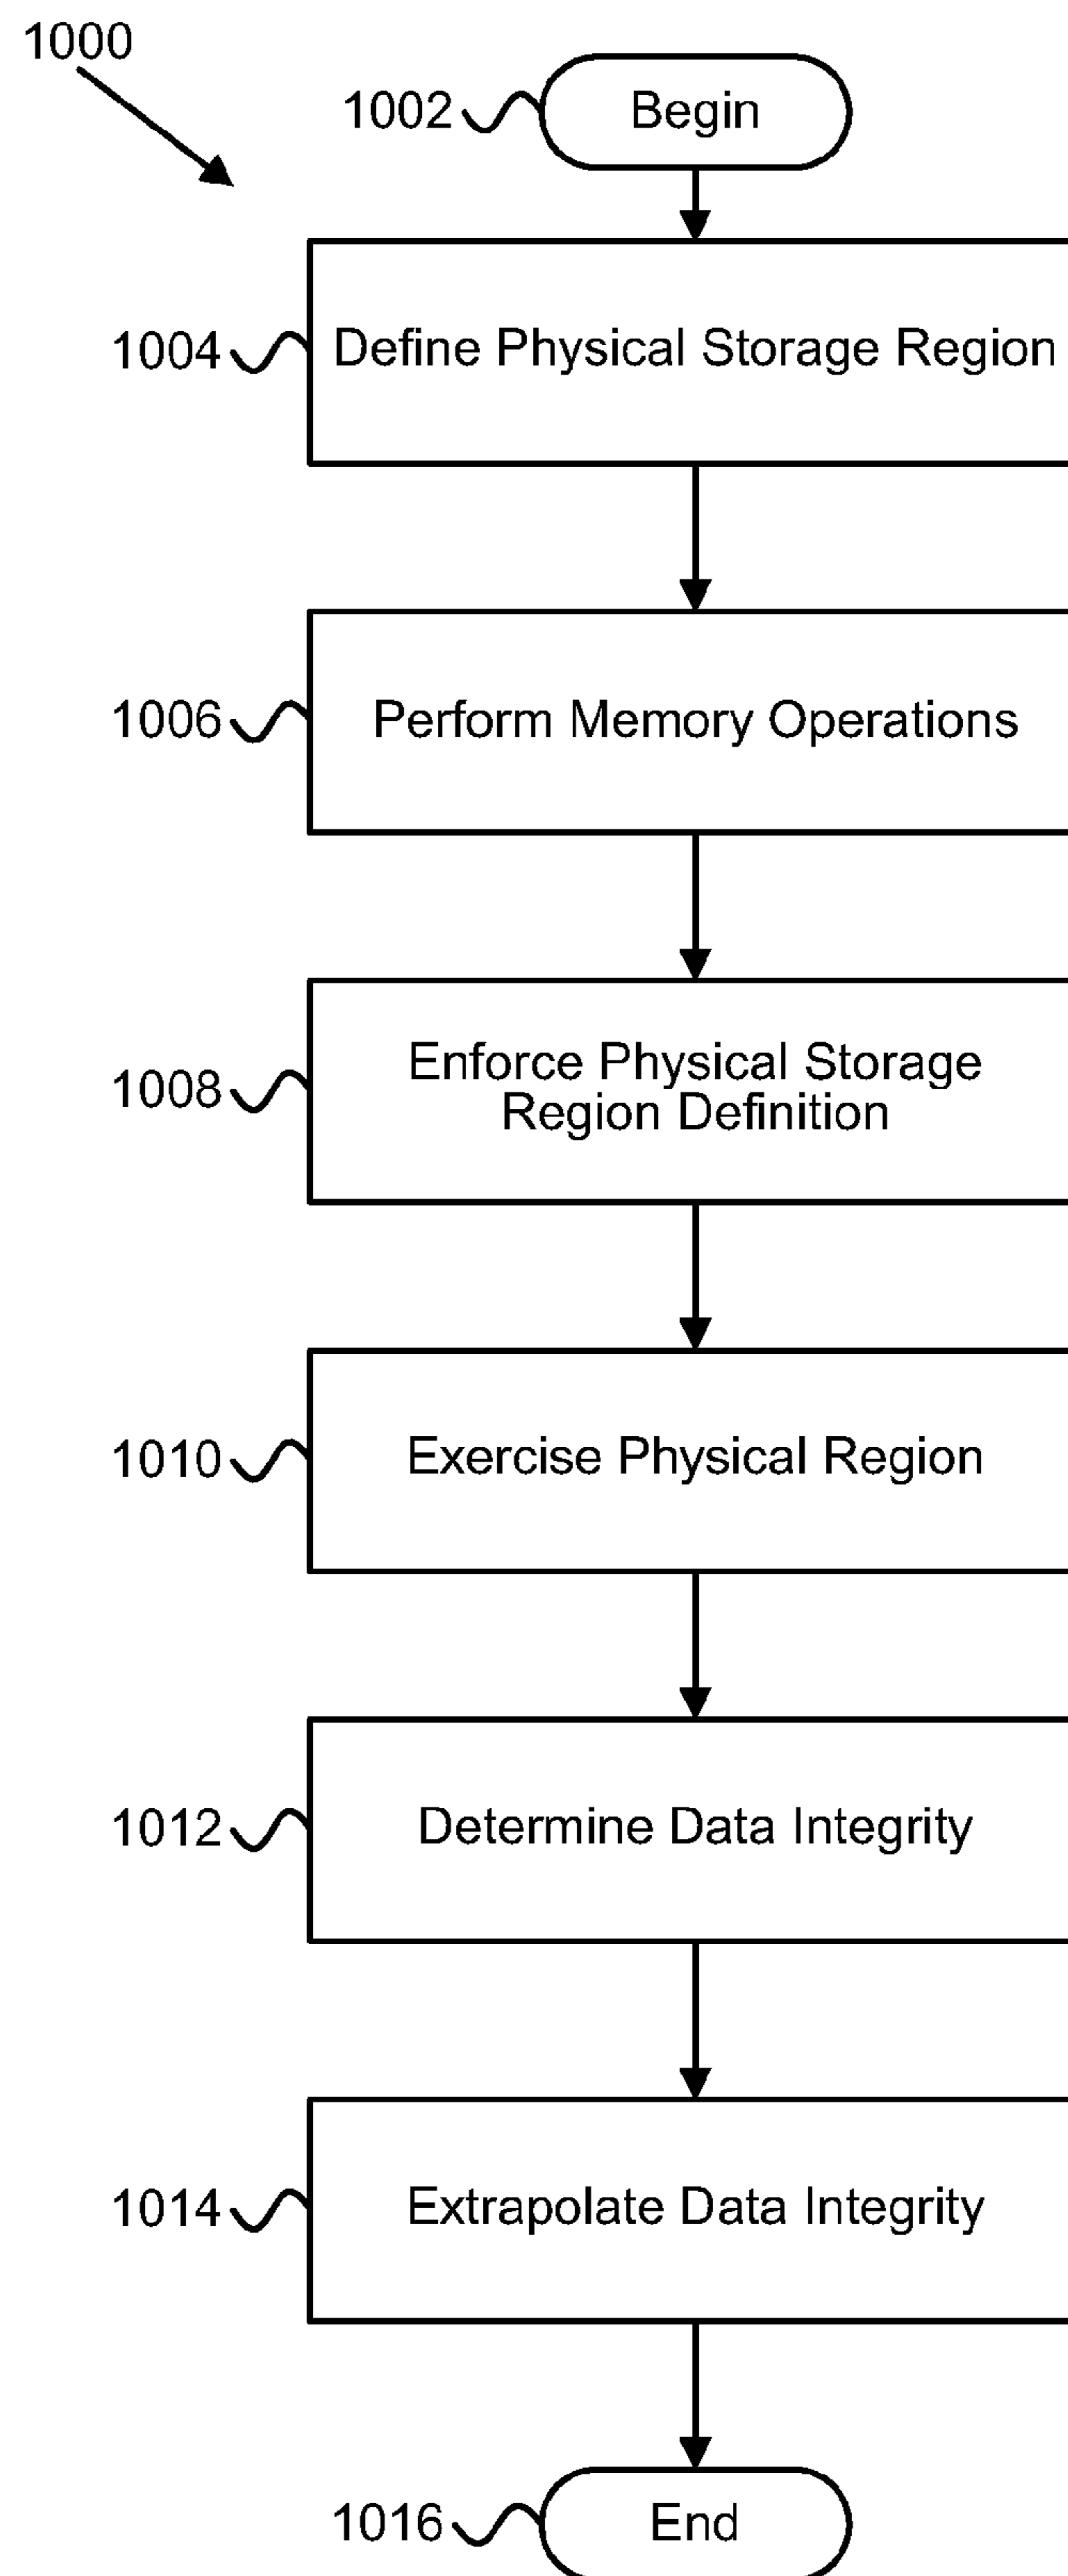 1000
1002 Begin
1004 Define Physical Storage Region
1006 Perform Memory Operations
1008 Enforce Physical Storage
Region Definition
1010 Exercise Physical Region
1012 Determine Data Integrity
1014 Extrapolate Data Integrity
1016 End